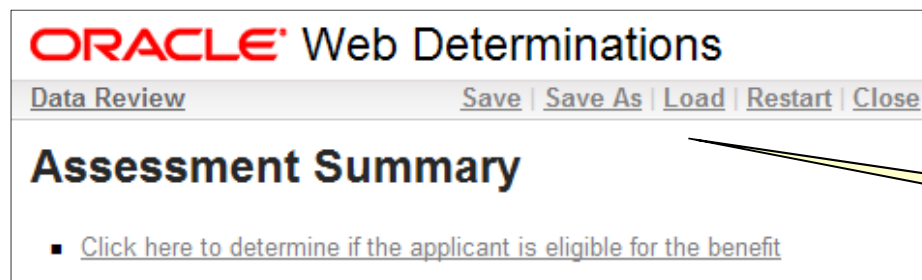 ORACLE Web Determinations
Data Review Save | Save As | Load | Restart | Close
Assessment Summary
▪ Click here to determine if the applicant is eligible for the benefit